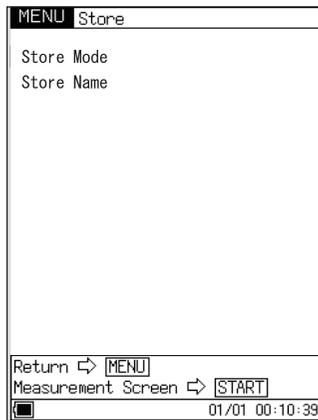 MENU Store
Store Mode
Store Name
Return ⇨ MENU
Measurement Screen ⇨ START
01/01 00:10:39